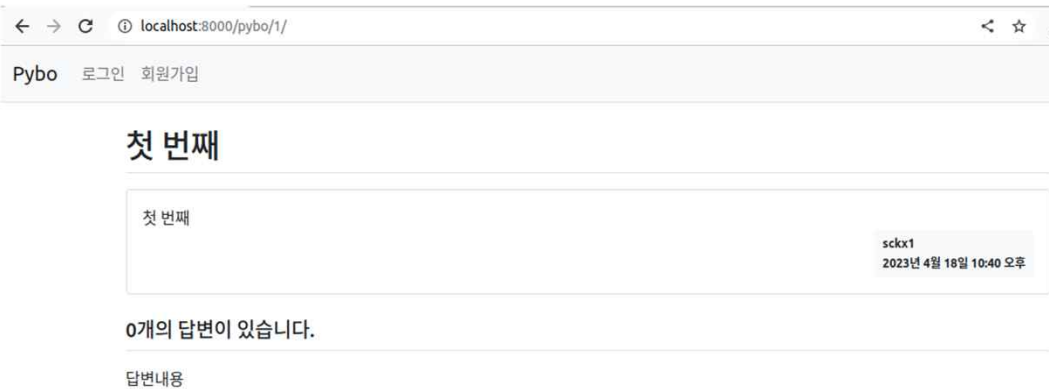 localhost:8000/pybo/1/
Pybo 로그인 회원가입
첫 번째
첫 번째
sckx1
2023년 4월 18일 10:40 오후
0개의 답변이 있습니다.
답변내용